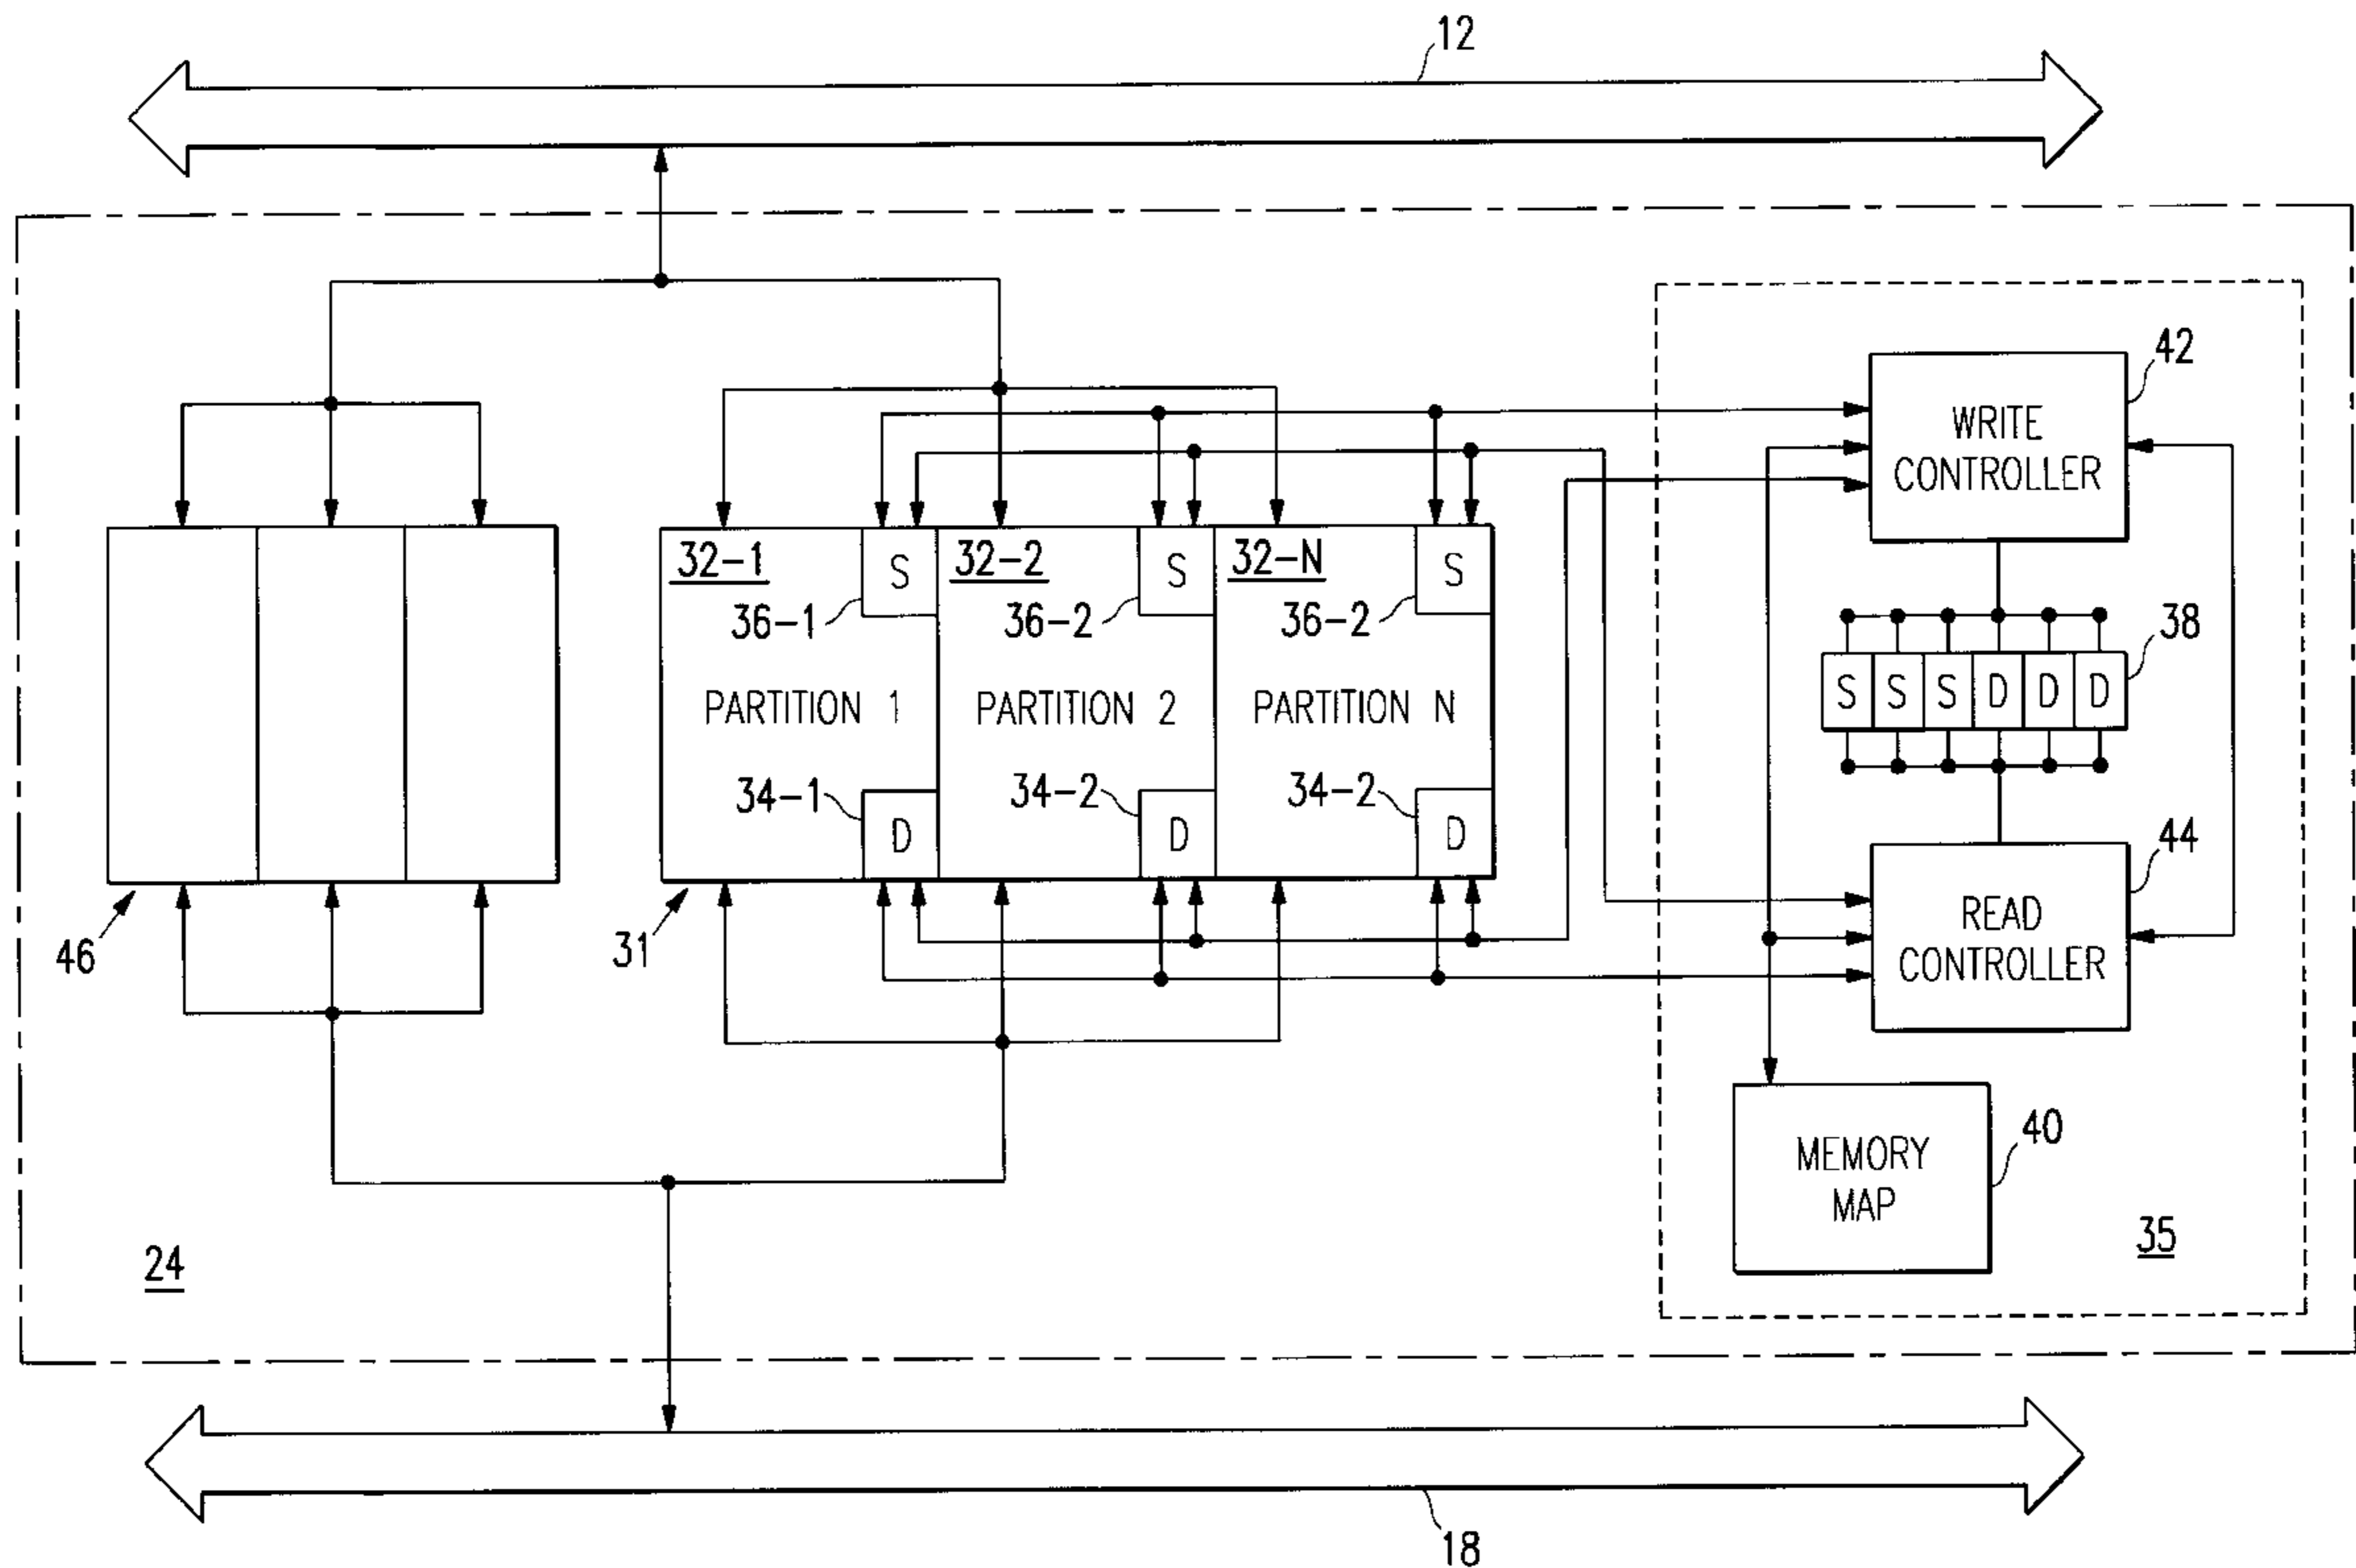 12
42
WRITE
CONTROLLER
32-1
S
32-2
S
32-N
S
36-1
36-2
36-2
38
S S S D D D
PARTITION 1
PARTITION 2
PARTITION N
34-1
34-2
34-2
D
D
D
44
READ
CONTROLLER
46
31
40
MEMORY
MAP
35
24
18